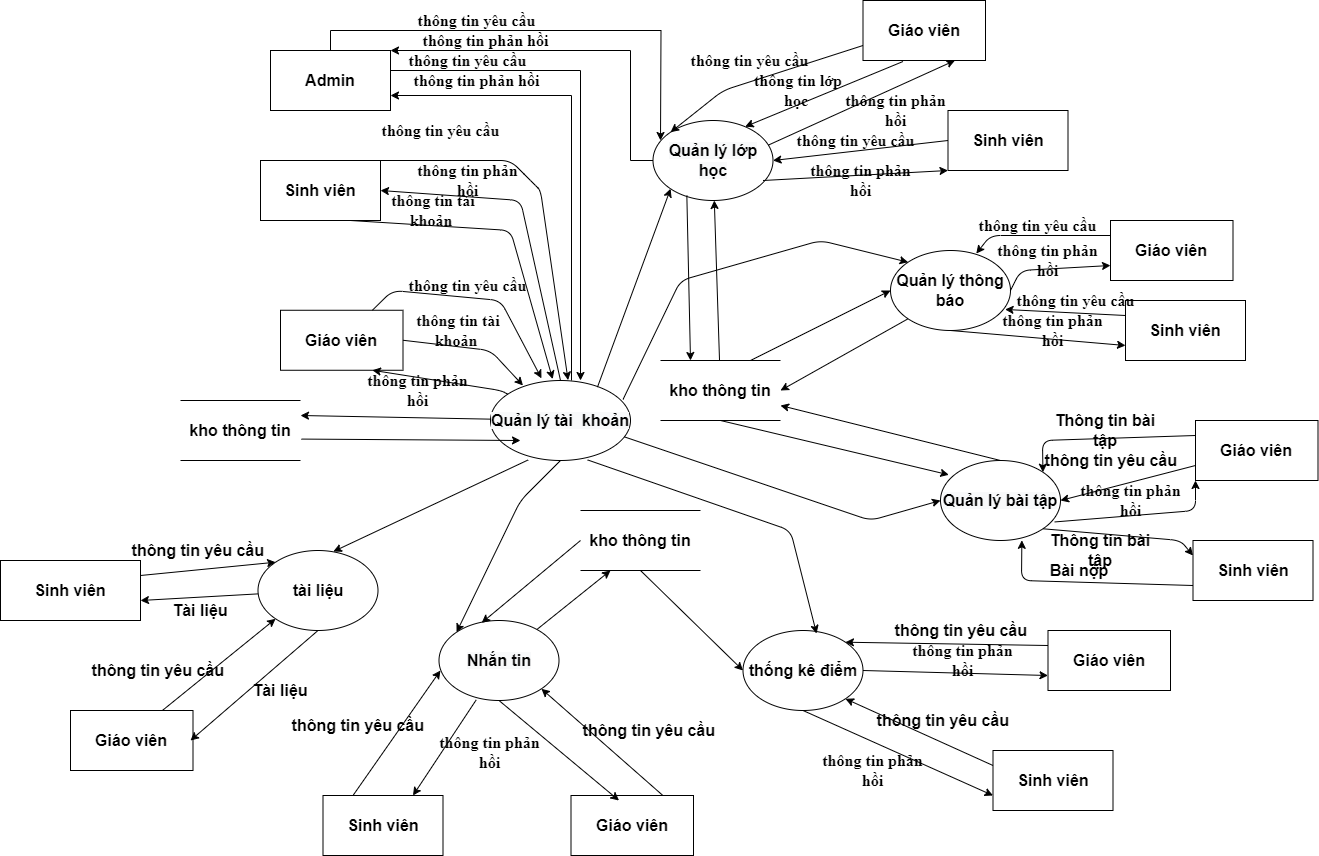 thông tin yêu cầu
thông tin phản hồi
thông tin yêu cầu
thông tin phản hồi
Admin
thông tin yêu cầu
Sinh viên
thông tin phản
hồi
thông tin tài
khoản
thông tin yêu cầu
thông tin tài
khoản
Giáo viên
thông tin phản
hồi
kho thông tin
Quản lý tài khoản
Giáo viên
thông tin yêu cầu
thông tin lớp
học
thông tin phản
hồi
Quản lý lớp
học
thông tin yêu cầu
Sinh viên
thông tin phản
hồi
thông tin yêu cầu
Giáo viên
thông tin phản
hồi
Quản lý thông
báo
thông tin yêu cầu
Sinh viên
thông tin phản
hồi
kho thông tin
Thông tin bài
tập
Giáo viên
thông tin yêu cầu
thông tin phản
hồi
Quản lý bài tập
Thông tin bài
tập
Bài nộp
Sinh viên
kho thông tin
thông tin yêu cầu
Sinh viên
Tài liệu
tài liệu
thông tin yêu cầu
Tài liệu
Giáo viên
Nhắn tin
thông tin yêu cầu
thông tin phản
hồi
thông tin yêu cầu
Sinh viên
Giáo viên
thống kê điểm
thông tin yêu cầu
thông tin phản
hồi
Giáo viên
thông tin yêu cầu
thông tin phản
hồi
Sinh viên